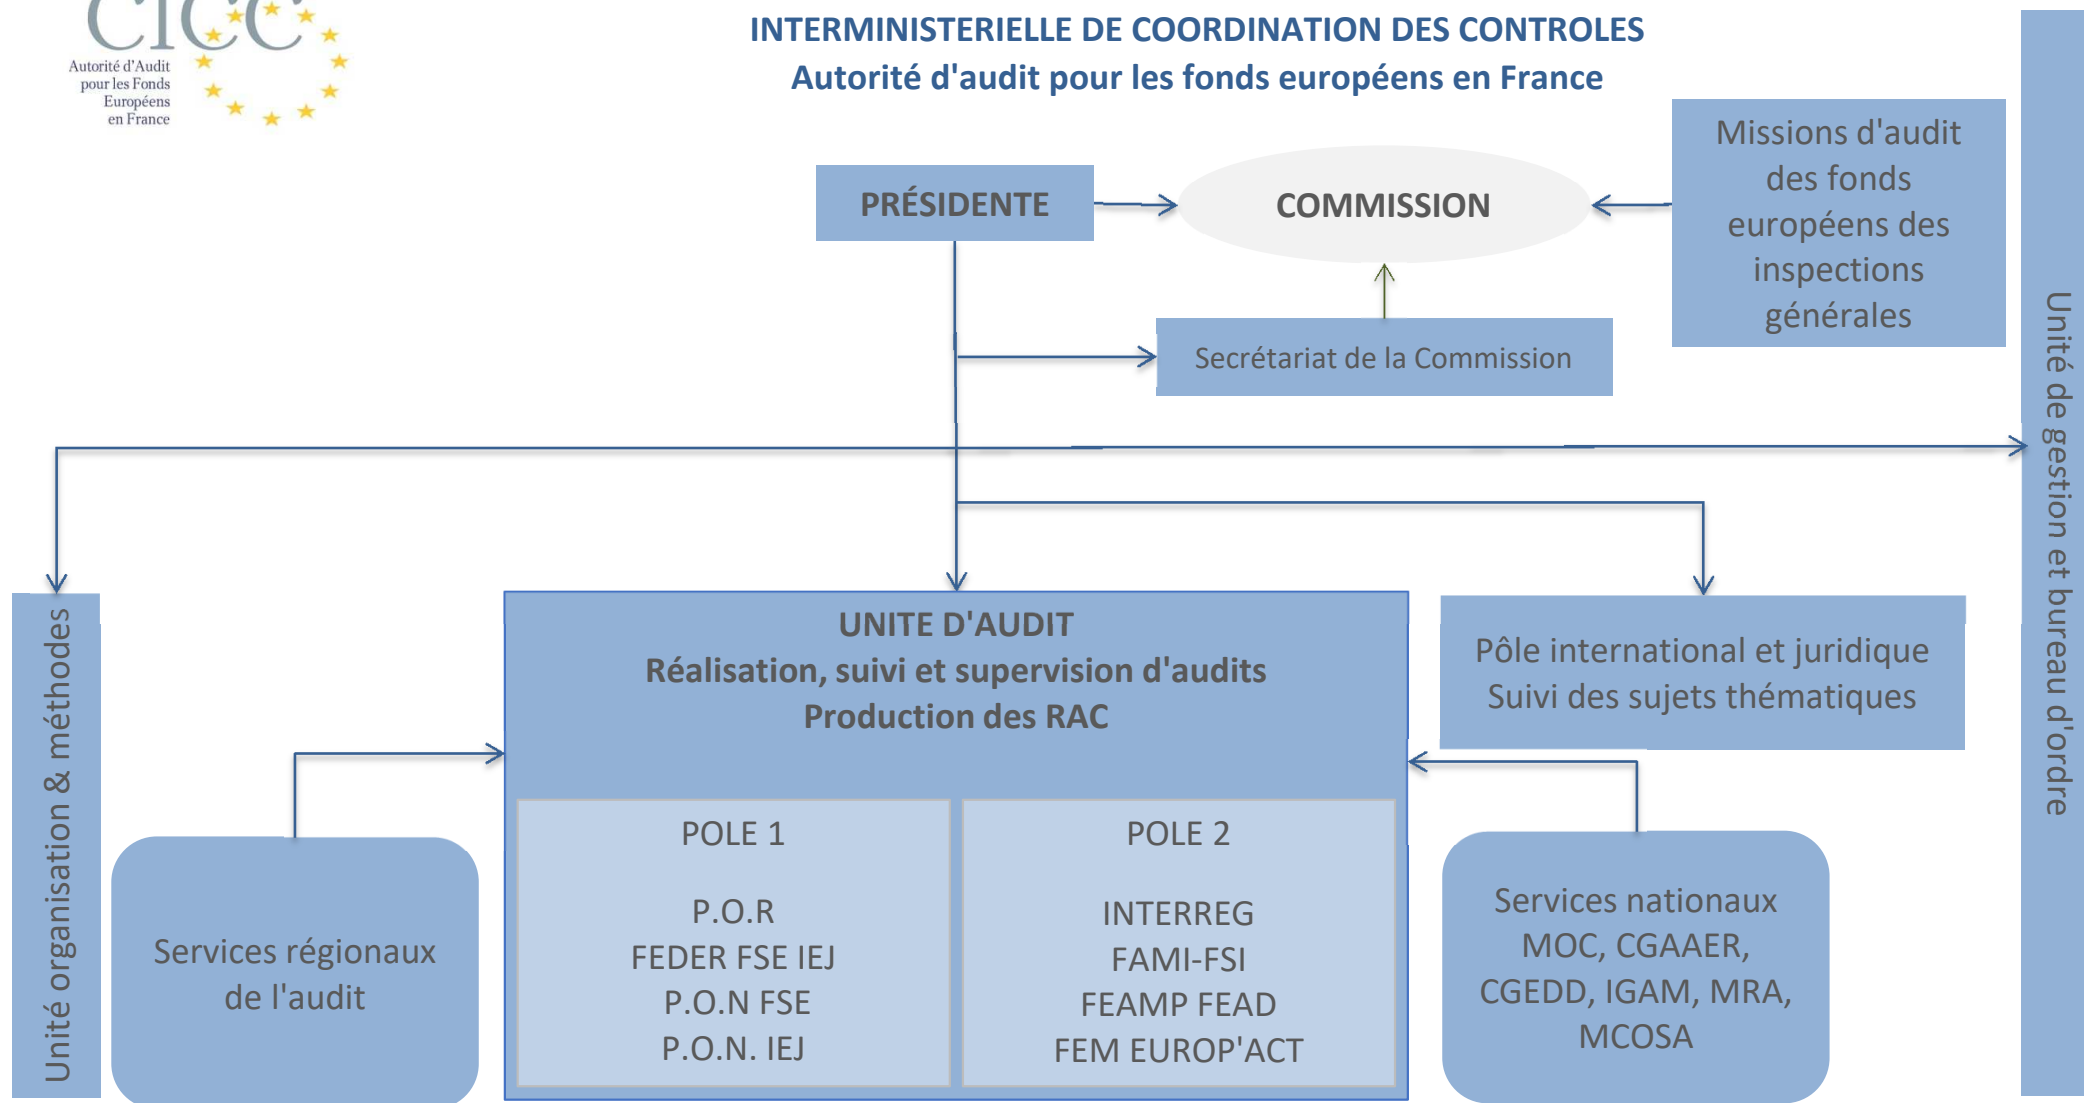 CICC
Autorité d'Audit
pour les Fonds
Européens
en France
INTERMINISTERIELLE DE COORDINATION DES CONTROLES
Autorité d'audit pour les fonds européens en France
PRÉSIDENTE
COMMISSION
Missions d'audit
des fonds
européens des
inspections
générales
Secrétariat de la Commission
Unité de gestion et bureau d'ordre
Unité organisation & méthodes
UNITE D'AUDIT
Réalisation, suivi et supervision d'audits
Production des RAC
Pôle international et juridique
Suivi des sujets thématiques
Services régionaux
de l'audit
POLE 1
P.O.R
FEDER FSE IEJ
P.O.N FSE
P.O.N. IEJ
POLE 2
INTERREG
FAMI-FSI
FEAMP FEAD
FEM EUROP'ACT
Services nationaux
MOC, CGAAER,
CGEDD, IGAM, MRA,
MCOSA